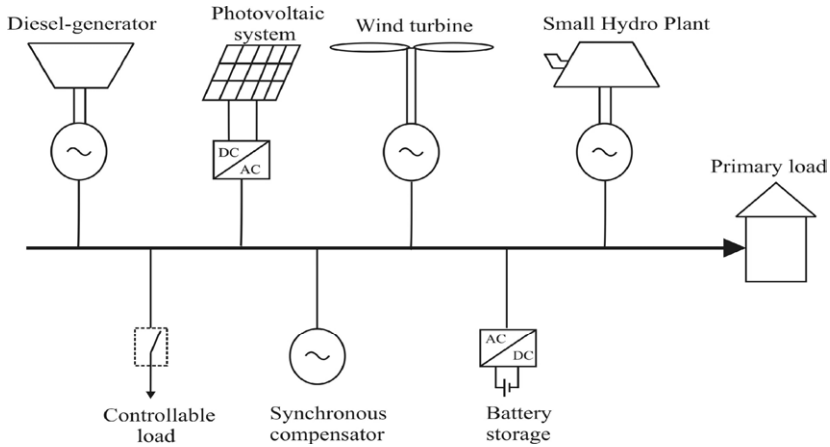 Diesel-generator
Photovoltaic
system
Wind turbine
Small Hydro Plant
DC
AC
Primary load
AC
DC
Controllable
load
Synchronous
compensator
Battery
storage